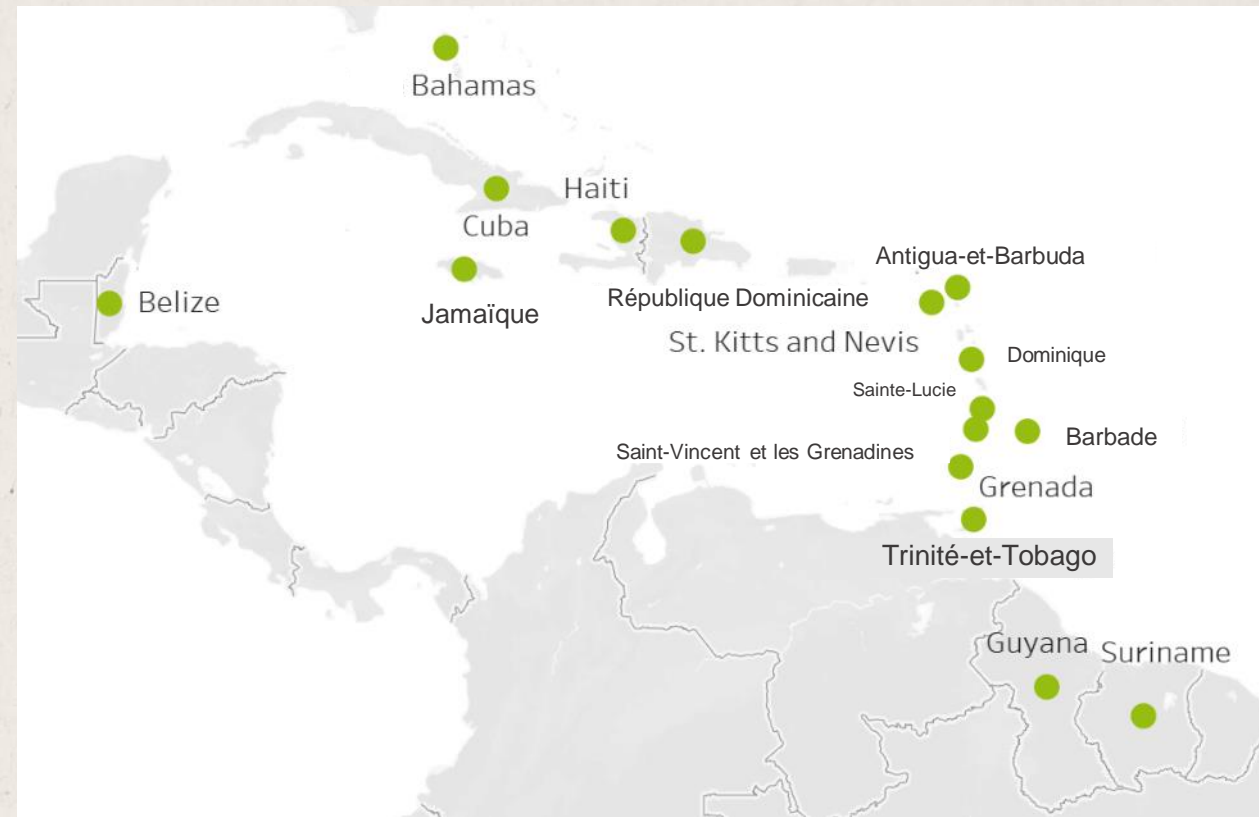 Bahamas
Haiti
Cuba
Antigua-et-Barbuda
République Dominicaine
Belize
Jamaïque
St. Kitts and Nevis
Dominique
Sainte-Lucie
Barbade
Saint-Vincent et les Grenadines
Grenada
Trinité-et-Tobago
Guyana
Suriname